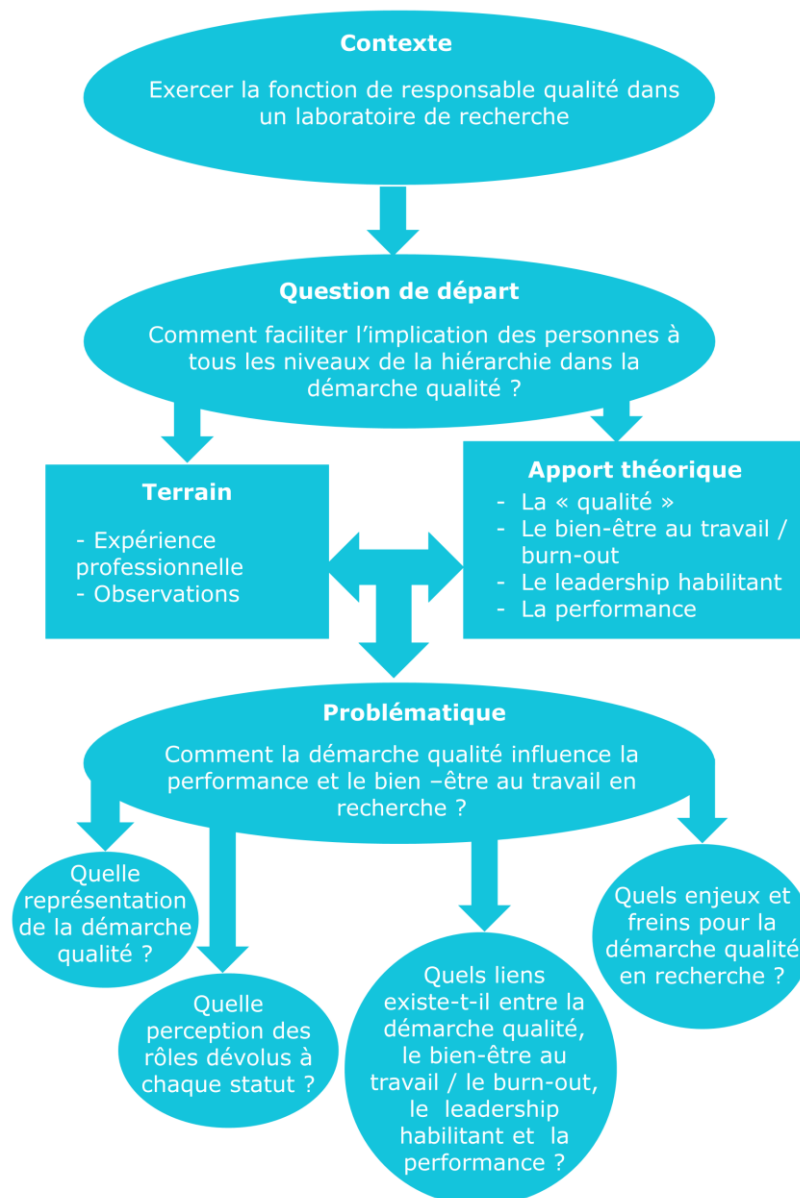 Contexte
Exercer la fonction de responsable qualité dans
un laboratoire de recherche
Question de départ
Comment faciliter l'implication des personnes à
tous les niveaux de la hiérarchie dans la
démarche qualité ?
Terrain
- Expérience
professionnelle
- Observations
Apport théorique
- La « qualité »
- Le bien-être au travail /
burn-out
- Le leadership habilitant
- La performance
Problématique
Comment la démarche qualité influence la
performance et le bien –être au travail en
recherche ?
Quelle
représentation
de la démarche
qualité ?
Quelle
perception des
rôles dévolus à
chaque statut ?
Quels liens
existe-t-il entre la
démarche qualité,
le bien-être au
travail / le burn-out,
le leadership
habilitant et la
performance ?
Quels enjeux et
freins pour la
démarche qualité
en recherche ?